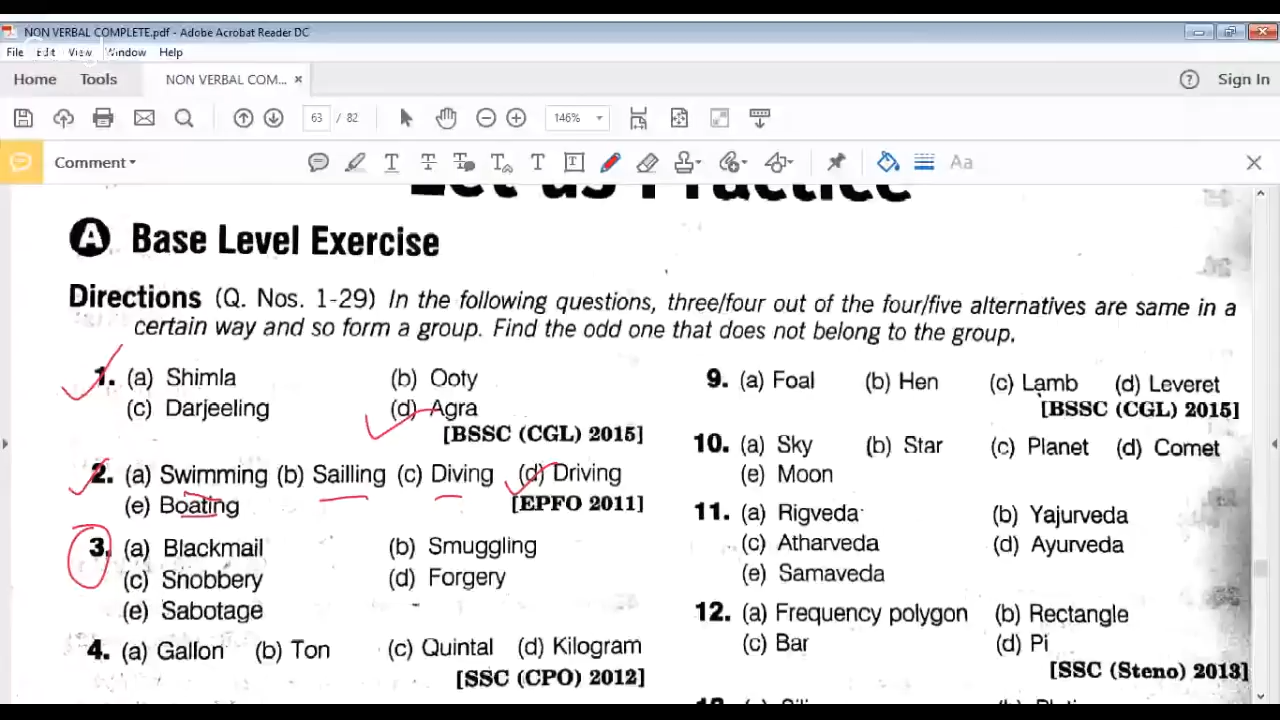 NON VERBAL COMPLETE.pdf - Adobe Acrobat Reader DC
File Edit View Window Help
Home Tools NON VERBAL COM... × Sign In
63 / 82 146%
Comment
Let us Practice
A Base Level Exercise
Directions (Q. Nos. 1-29) In the following questions, three/four out of the four/five alternatives are same in a
certain way and so form a group. Find the odd one that does not belong to the group.
1. (a) Shimla (b) Ooty
(c) Darjeeling (d) Agra
[BSSC (CGL) 2015]
2. (a) Swimming (b) Sailling (c) Diving (d) Driving
(e) Boating [EPFO 2011]
3. (a) Blackmail (b) Smuggling
(c) Snobbery (d) Forgery
(e) Sabotage
4. (a) Gallon (b) Ton (c) Quintal (d) Kilogram
[SSC (CPO) 2012]
9. (a) Foal (b) Hen (c) Lamb (d) Leveret
[BSSC (CGL) 2015]
10. (a) Sky (b) Star (c) Planet (d) Comet
(e) Moon
11. (a) Rigveda (b) Yajurveda
(c) Atharveda (d) Ayurveda
(e) Samaveda
12. (a) Frequency polygon (b) Rectangle
(c) Bar (d) Pi
[SSC (Steno) 2013]